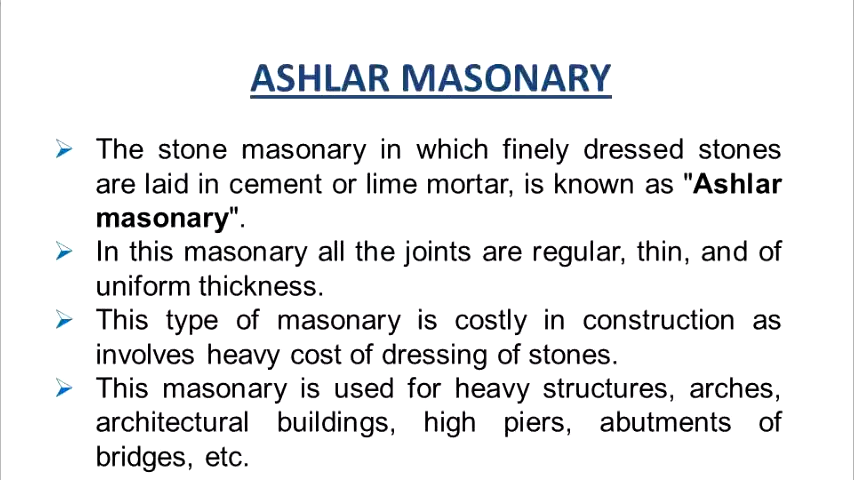 ASHLAR MASONARY
➢ The stone masonary in which finely dressed stones
are laid in cement or lime mortar, is known as "Ashlar
masonary".
➢ In this masonary all the joints are regular, thin, and of
uniform thickness.
➢ This type of masonary is costly in construction as
involves heavy cost of dressing of stones.
➢ This masonary is used for heavy structures, arches,
architectural buildings, high piers, abutments of
bridges, etc.